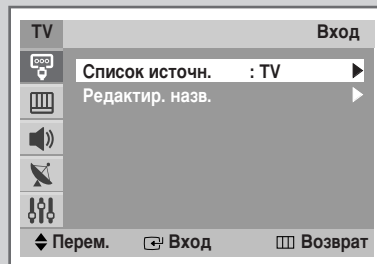 TV Вход
Список источн. : TV
Редактир. назв.
Перем. Вход Возврат